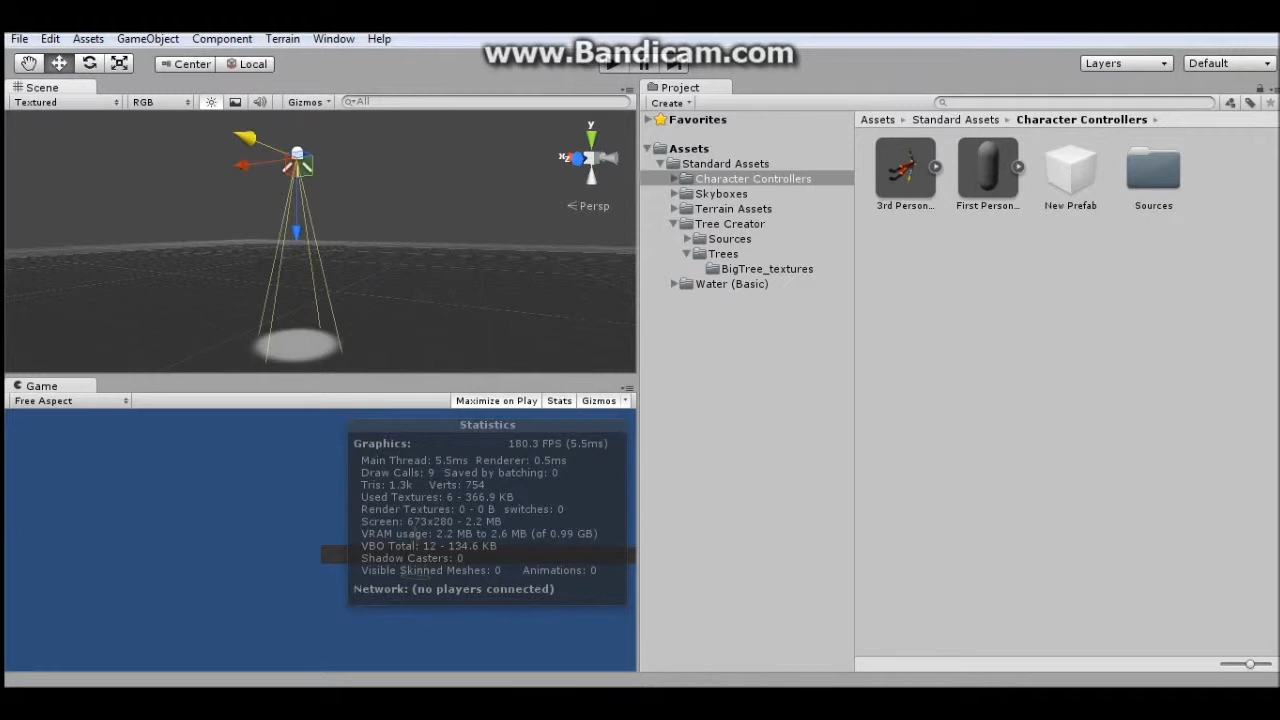 www.Bandicam.com
File Edit Assets GameObject Component Terrain Window Help
Center Local
Layers Default
Scene
Textured RGB Gizmos All
y
x z
Persp
Game
Free Aspect Maximize on Play Stats Gizmos
Statistics
Graphics: 180.3 FPS (5.5ms)
Main Thread: 5.5ms Renderer: 0.5ms
Draw Calls: 9 Saved by batching: 0
Tris: 1.3k Verts: 754
Used Textures: 6 - 366.9 KB
Render Textures: 0 - 0 B switches: 0
Screen: 673x280 - 2.2 MB
VRAM usage: 2.2 MB to 2.6 MB (of 0.99 GB)
VBO Total: 12 - 134.6 KB
Shadow Casters: 0
Visible Skinned Meshes: 0 Animations: 0
Network: (no players connected)
Project
Create
Favorites
Assets
Standard Assets
Character Controllers
Skyboxes
Terrain Assets
Tree Creator
Sources
Trees
BigTree_textures
Water (Basic)
Assets Standard Assets Character Controllers
3rd Person... First Person... New Prefab Sources